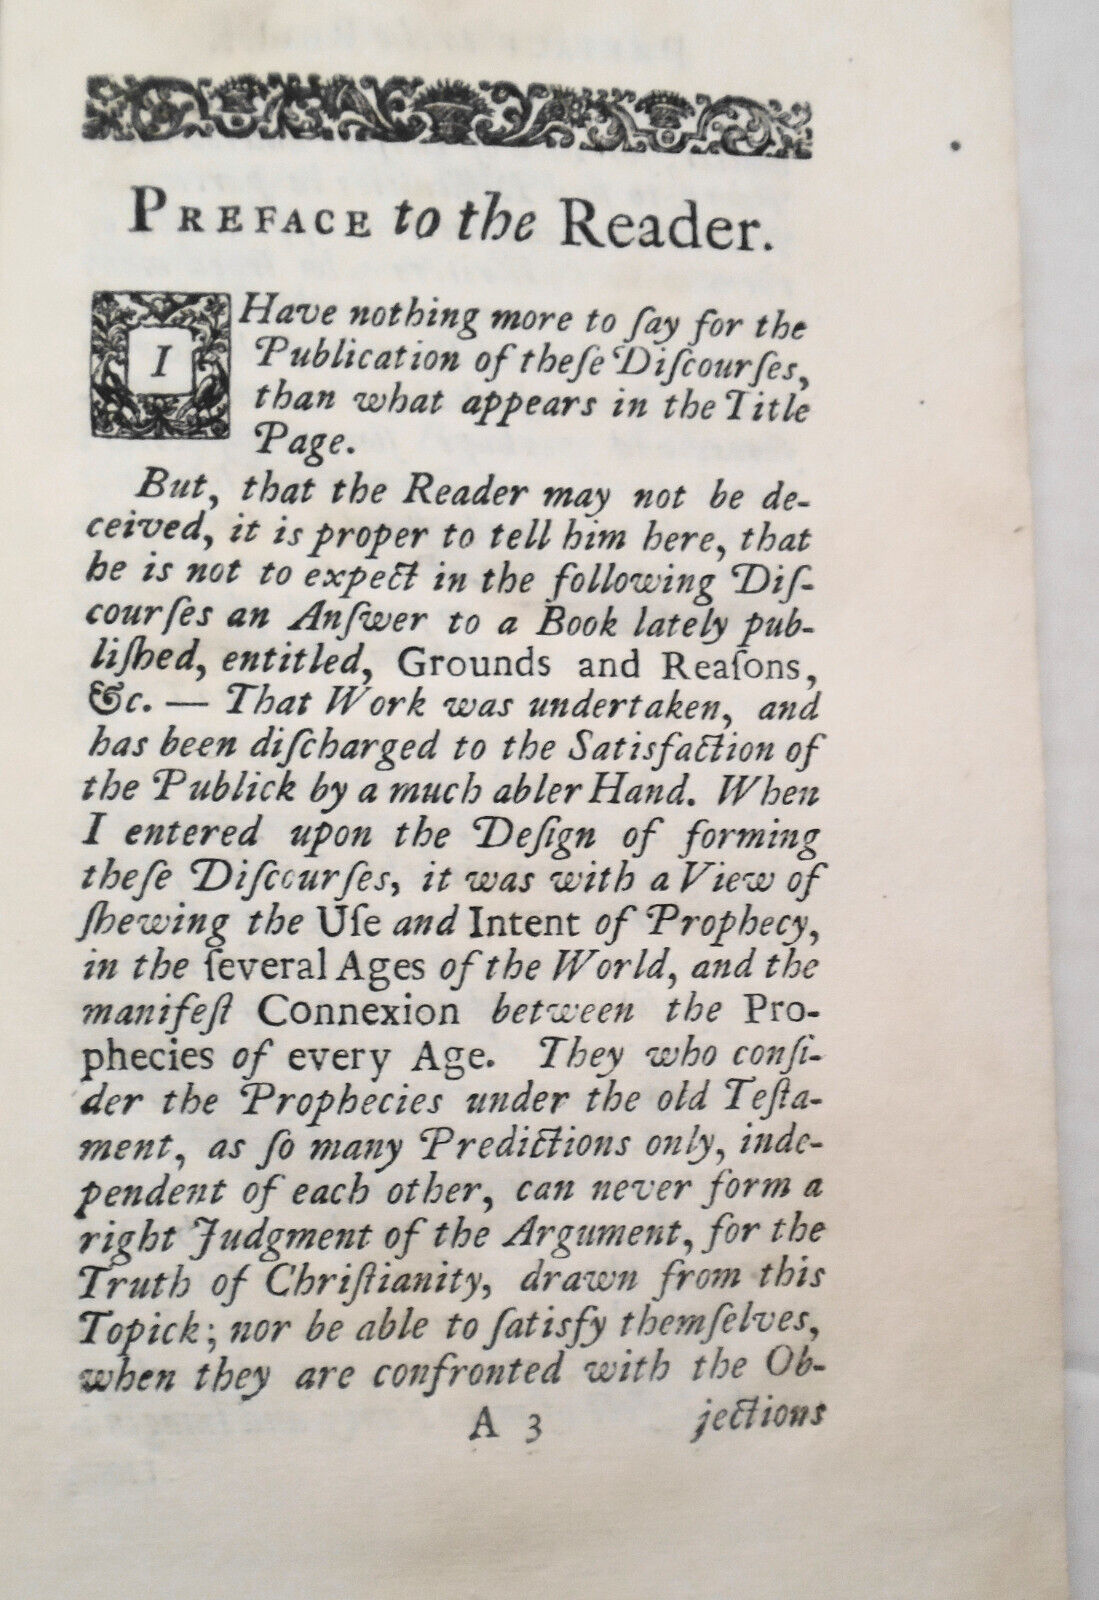 PREFACE to the Reader.
I Have nothing more to ſay for the
Publication of theſe Diſcourſes,
than what appears in the Title
Page.
But, that the Reader may not be de-
ceived, it is proper to tell him here, that
he is not to expect in the following Diſ-
courſes an Anſwer to a Book lately pub-
liſhed, entitled, Grounds and Reaſons,
&c. — That Work was undertaken, and
has been diſcharged to the Satisfaction of
the Publick by a much abler Hand. When
I entered upon the Deſign of forming
theſe Diſcourſes, it was with a View of
ſhewing the Uſe and Intent of Prophecy,
in the ſeveral Ages of the World, and the
manifeſt Connexion between the Pro-
phecies of every Age. They who conſi-
der the Prophecies under the old Teſta-
ment, as ſo many Predictions only, inde-
pendent of each other, can never form a
right Judgment of the Argument, for the
Truth of Chriſtianity, drawn from this
Topick; nor be able to ſatisfy themſelves,
when they are confronted with the Ob-
A 3 jections